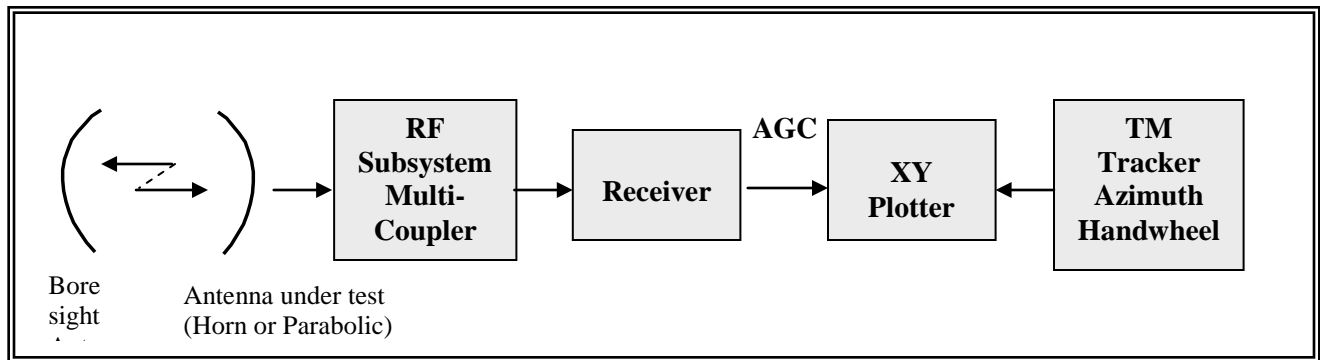 RF
Subsystem
Multi-
Coupler
Receiver
AGC
XY
Plotter
TM
Tracker
Azimuth
Handwheel
Bore
sight
Antenna under test
(Horn or Parabolic)